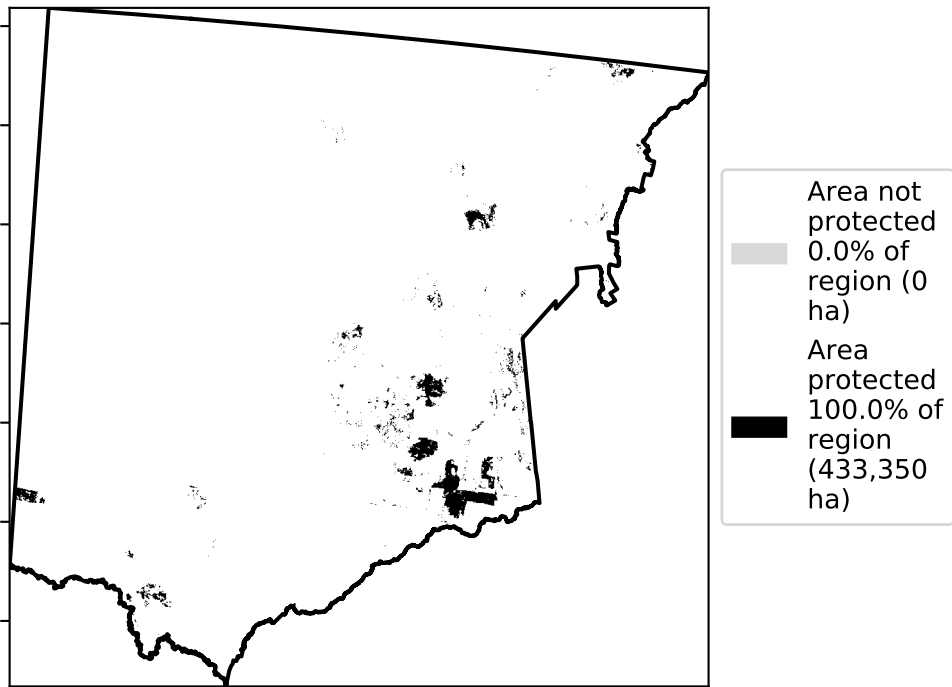 Area not
protected
0.0% of
region (0
ha)
Area
protected
100.0% of
region
(433,350
ha)